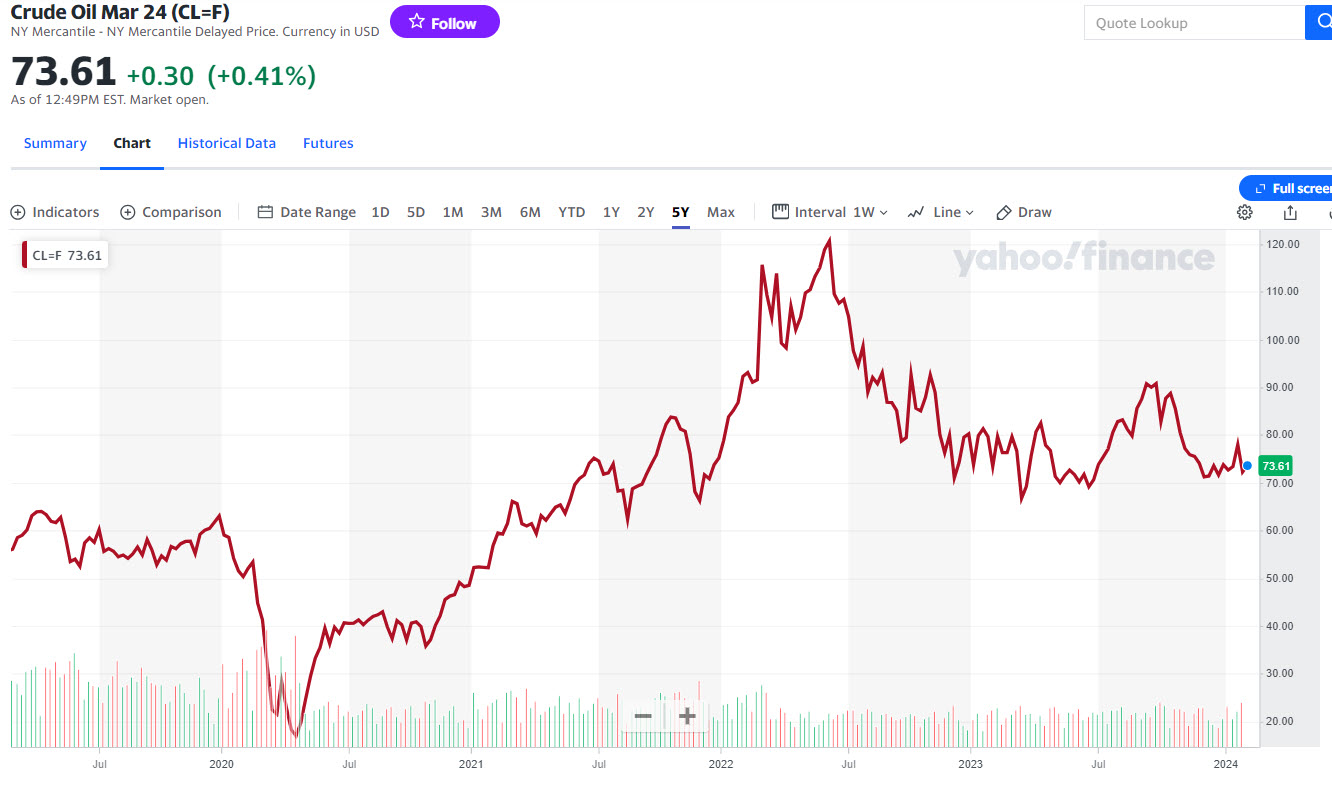 Crude Oil Mar 24 (CL=F)
NY Mercantile - NY Mercantile Delayed Price. Currency in USD
Follow
Quote Lookup
73.61 +0.30 (+0.41%)
As of 12:49PM EST. Market open.
Summary Chart Historical Data Futures
Full screen
Indicators Comparison Date Range 1D 5D 1M 3M 6M YTD 1Y 2Y 5Y Max Interval 1W Line Draw
CL=F 73.61
yahoo!finance
120.00
110.00
100.00
90.00
80.00
73.61
70.00
60.00
50.00
40.00
30.00
20.00
Jul 2020 Jul 2021 Jul 2022 Jul 2023 Jul 2024